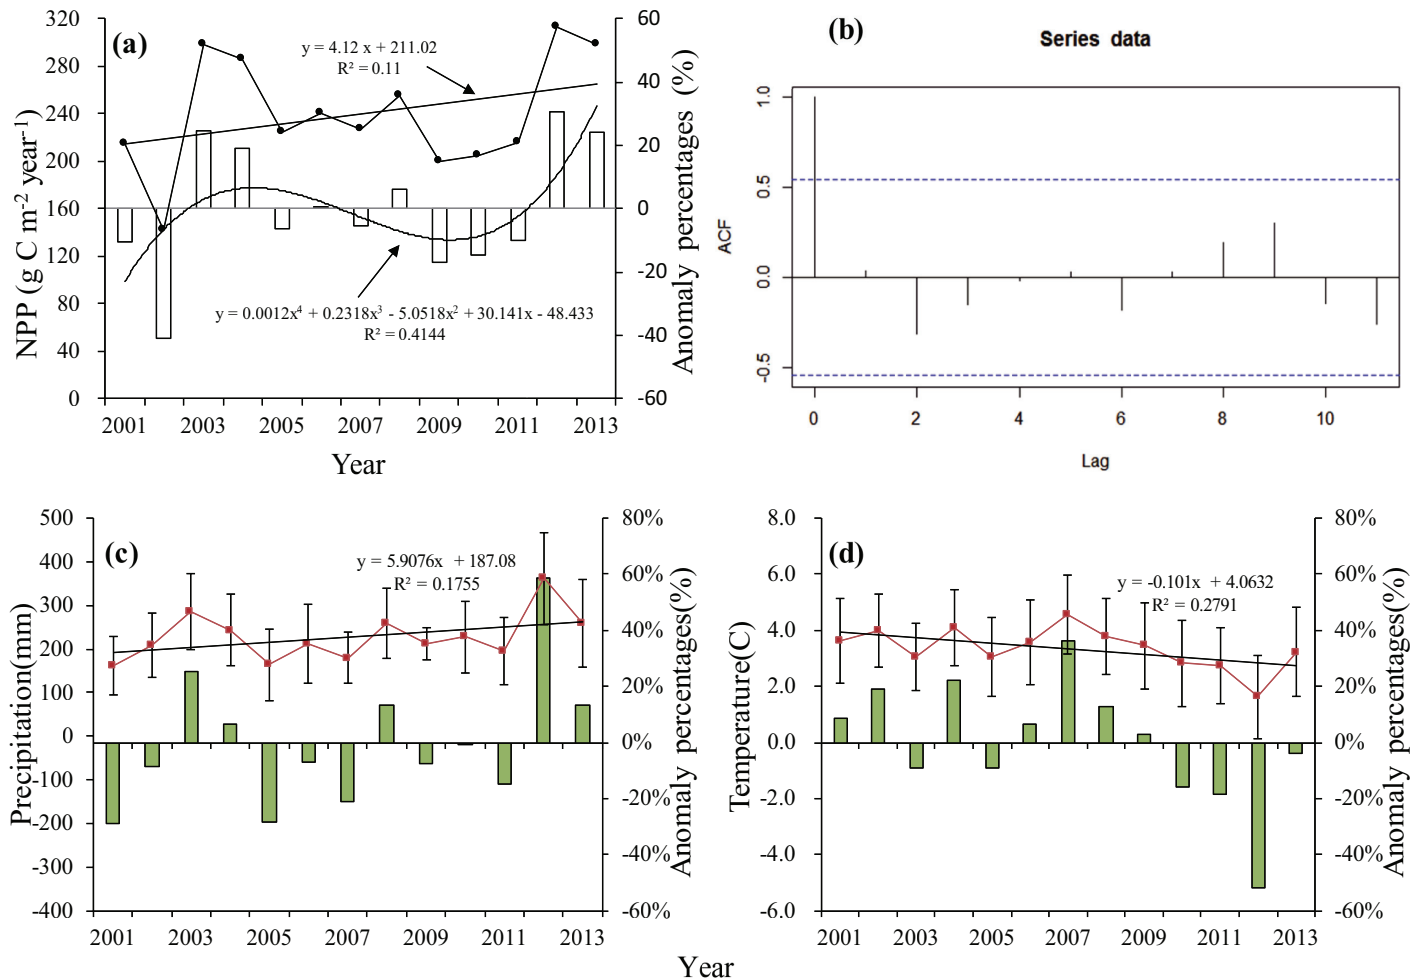 (a)
NPP (g C m-2 year-1)
320
280
240
200
160
120
80
40
0
y = 4.12 x + 211.02
R² = 0.11
y = 0.0012x⁴ + 0.2318x³ - 5.0518x² + 30.141x - 48.433
R² = 0.4144
60
40
20
0
-20
-40
-60
Anomaly percentages (%)
2001 2003 2005 2007 2009 2011 2013
Year
(b)
Series data
ACF
1.0
0.5
0.0
-0.5
0 2 4 6 8 10
Lag
(c)
Precipitation(mm)
500
400
300
200
100
0
-100
-200
-300
-400
y = 5.9076x + 187.08
R² = 0.1755
80%
60%
40%
20%
0%
-20%
-40%
-60%
Anomaly percentages(%)
2001 2003 2005 2007 2009 2011 2013
(d)
Temperature(C)
8.0
6.0
4.0
2.0
0.0
-2.0
-4.0
-6.0
y = -0.101x + 4.0632
R² = 0.2791
80%
60%
40%
20%
0%
-20%
-40%
-60%
Anomaly percentages(%)
2001 2003 2005 2007 2009 2011 2013
Year